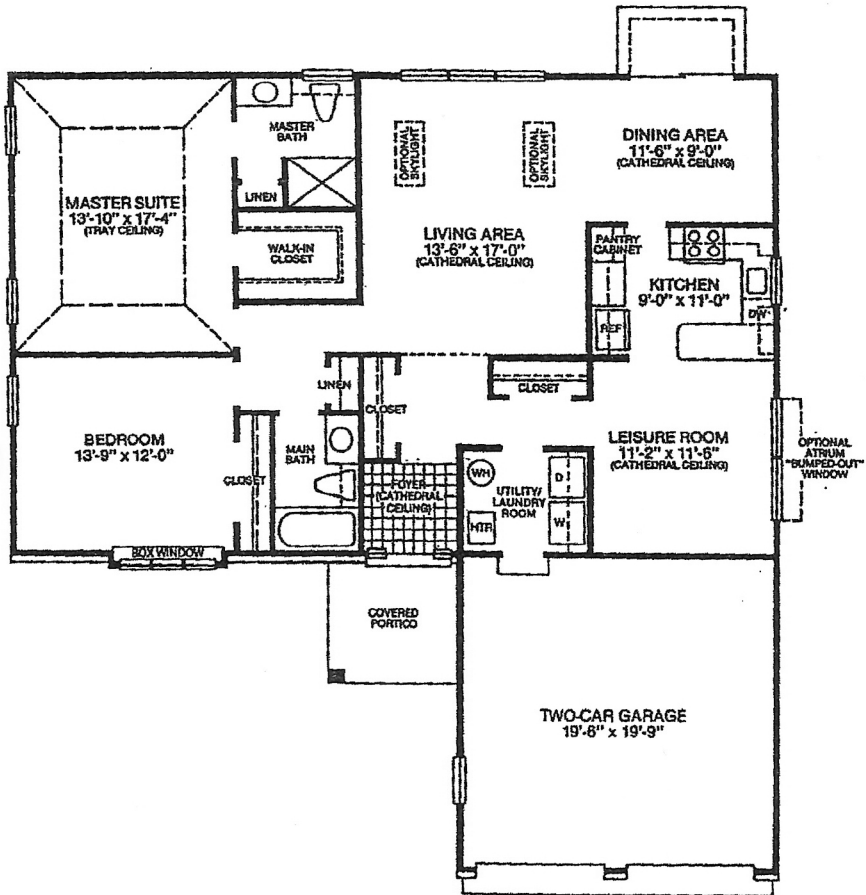 MASTER BATH
LINEN
MASTER SUITE
13'-10" x 17'-4"
(TRAY CEILING)
WALK-IN
CLOSET
OPTIONAL
SKYLIGHT
OPTIONAL
SKYLIGHT
DINING AREA
11'-6" x 9'-0"
(CATHEDRAL CEILING)
LIVING AREA
13'-6" x 17'-0"
(CATHEDRAL CEILING)
PANTRY
CABINET
KITCHEN
9'-0" x 11'-0"
REF
DW
BEDROOM
13'-9" x 12'-0"
CLOSET
LINEN
MAIN
BATH
CLOSET
CLOSET
FOYER
(CATHEDRAL
CEILING)
WH
HTR
UTILITY/
LAUNDRY
ROOM
D
W
LEISURE ROOM
11'-2" x 11'-6"
(CATHEDRAL CEILING)
OPTIONAL
ATRIUM
"BUMPED-OUT"
WINDOW
BOX WINDOW
COVERED
PORTICO
TWO-CAR GARAGE
19'-6" x 19'-9"